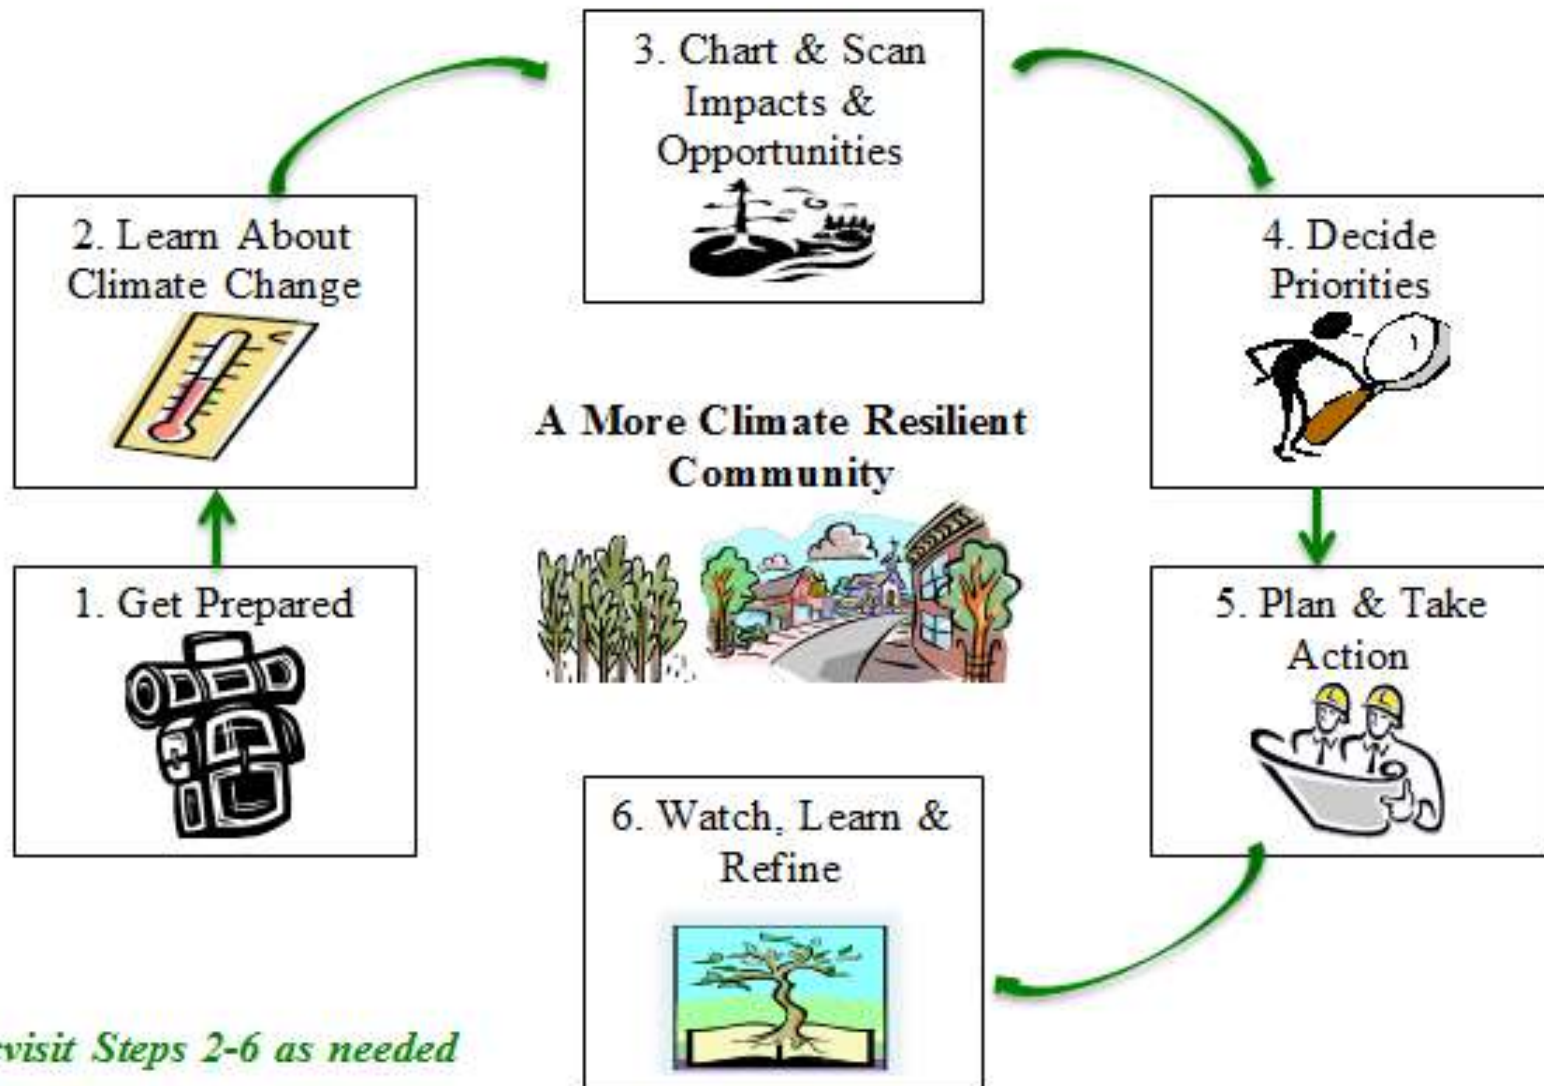 3. Chart & Scan
Impacts &
Opportunities
2. Learn About
Climate Change
4. Decide
Priorities
A More Climate Resilient
Community
1. Get Prepared
5. Plan & Take
Action
6. Watch, Learn &
Refine
visit Steps 2-6 as needed